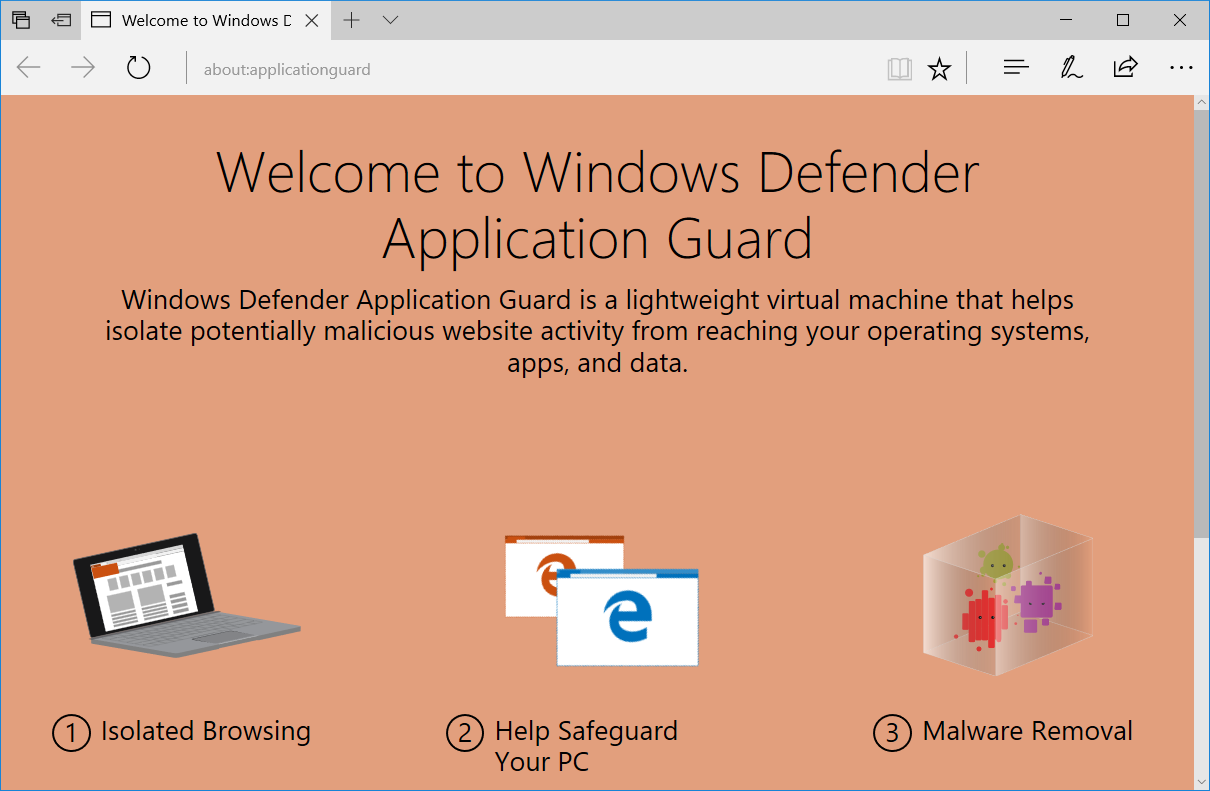 Welcome to Windows D
about:applicationguard
Welcome to Windows Defender
Application Guard
Windows Defender Application Guard is a lightweight virtual machine that helps
isolate potentially malicious website activity from reaching your operating systems,
apps, and data.
1 Isolated Browsing
2 Help Safeguard
Your PC
3 Malware Removal